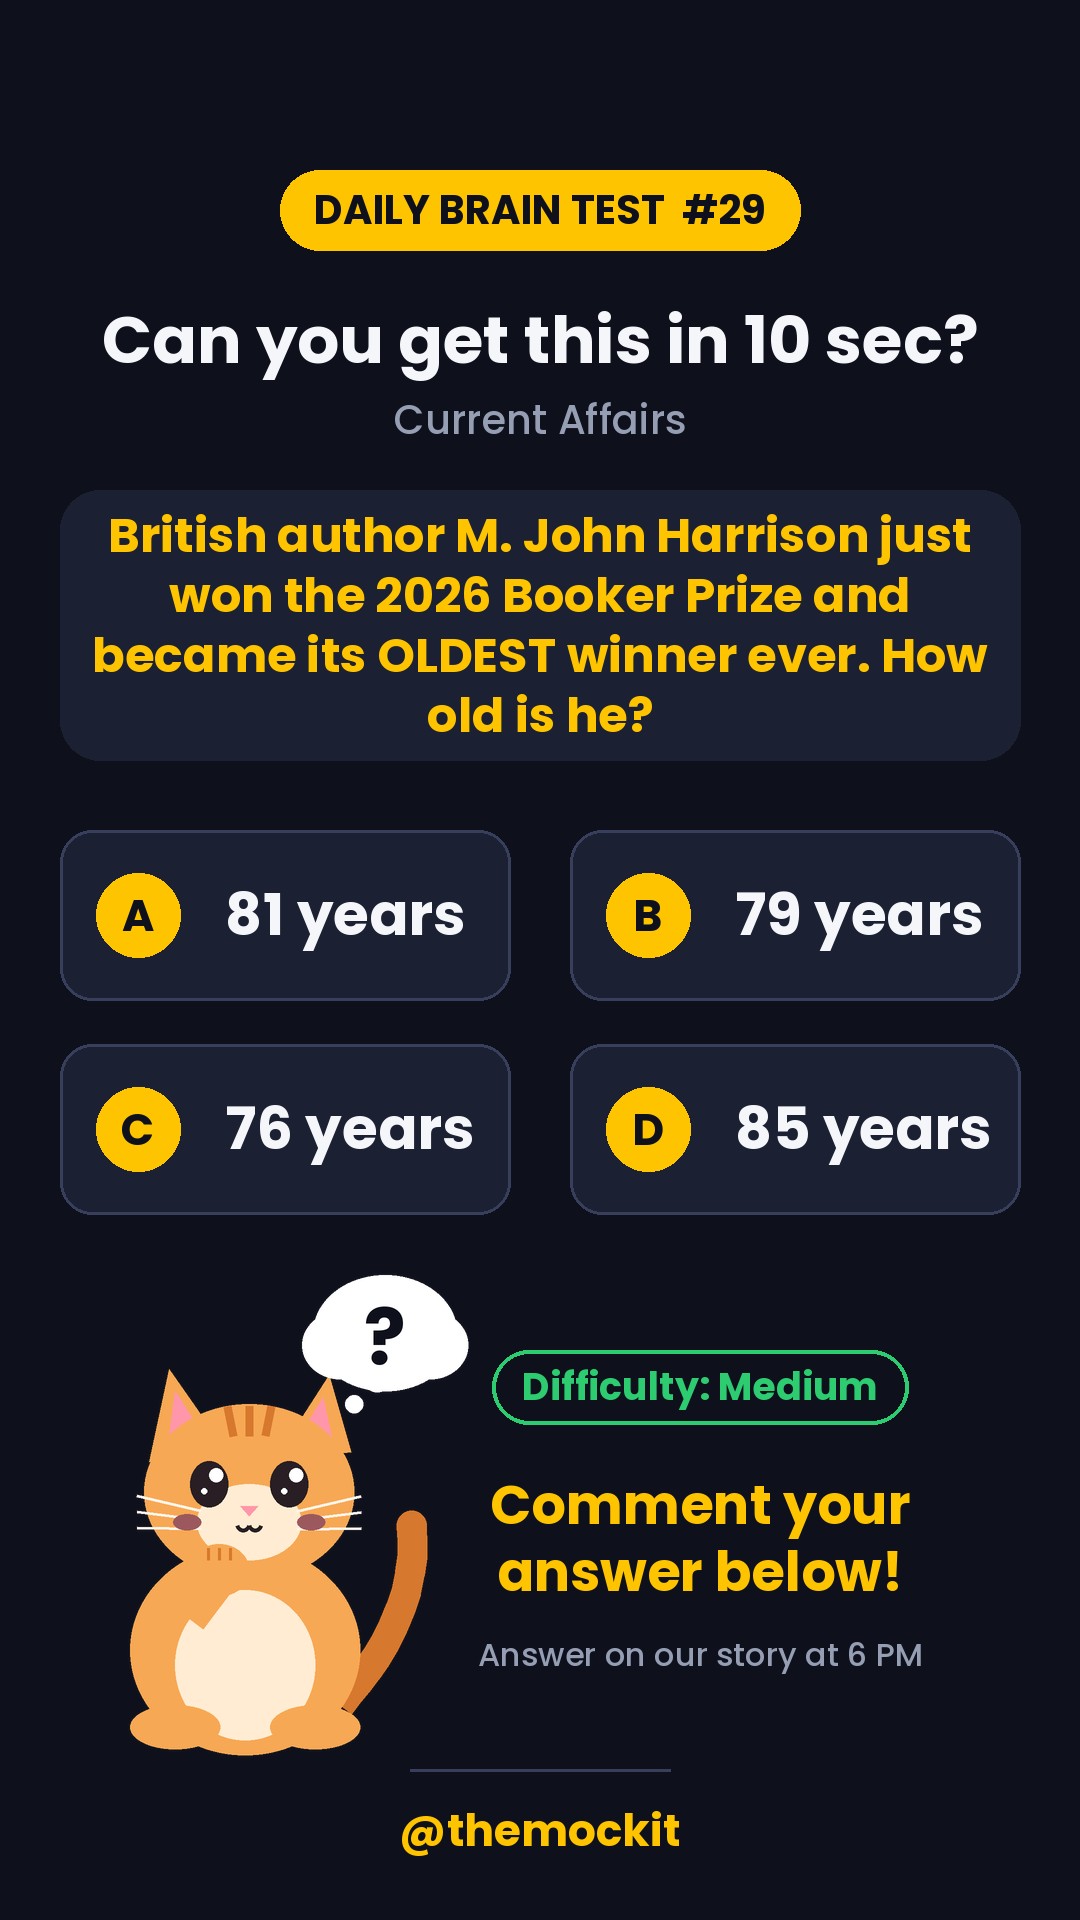 DAILY BRAIN TEST #29
Can you get this in 10 sec?
Current Affairs
British author M. John Harrison just
won the 2026 Booker Prize and
became its OLDEST winner ever. How
old is he?
A 81 years
B 79 years
C 76 years
D 85 years
?
Difficulty: Medium
Comment your
answer below!
Answer on our story at 6 PM
@themockit